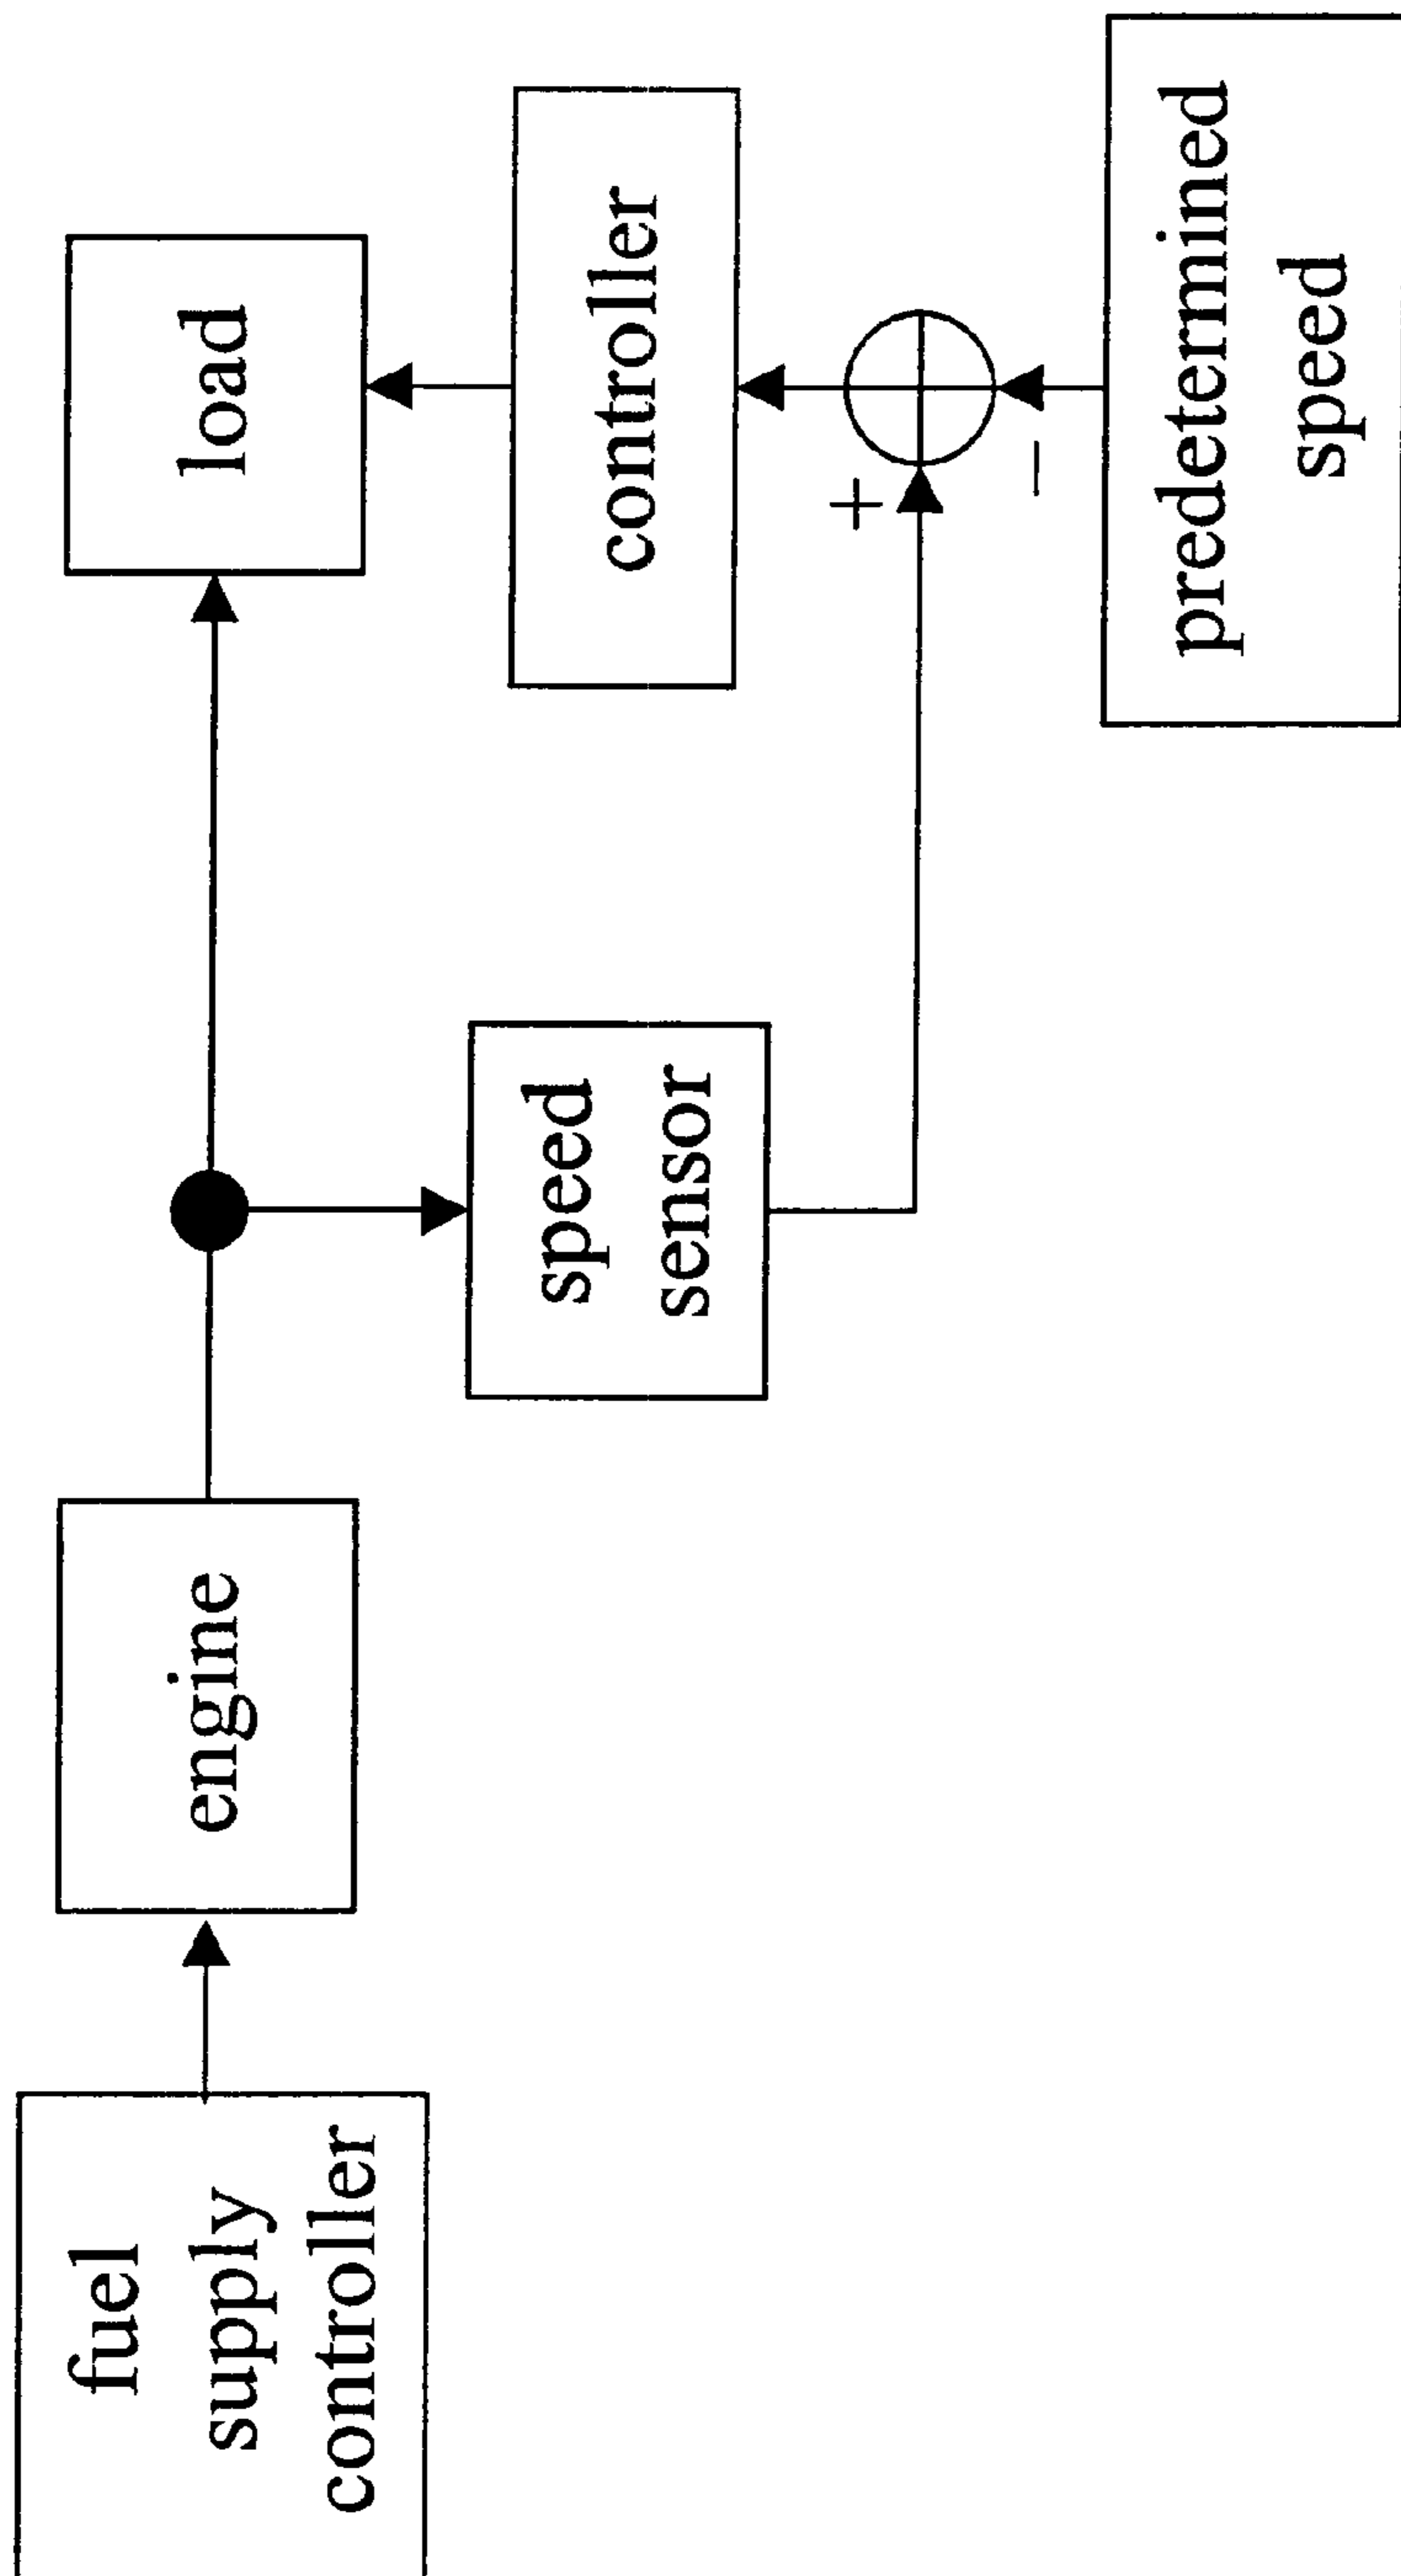 fuel
supply
controller
engine
speed
sensor
load
controller
+
−
predetermined
speed